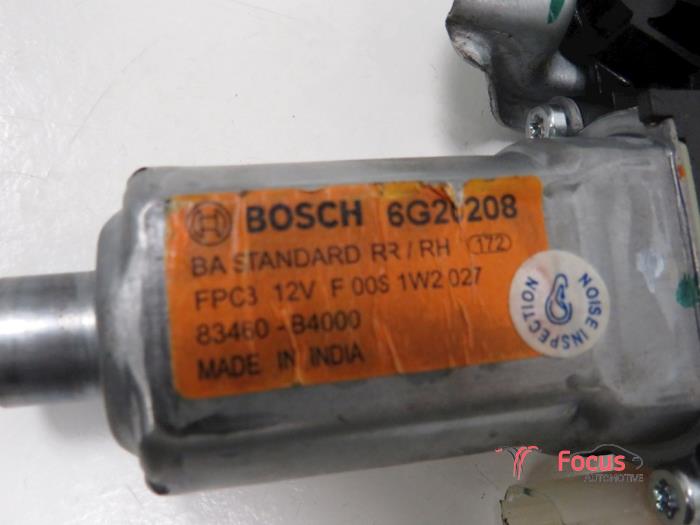 BOSCH 6G20208
BA STANDARD RR / RH 172
FPC3 12V F 00S 1W2 027
83460 - B4000
MADE IN INDIA
NOISE INSPECTION
Focus
AUTOMOTIVE